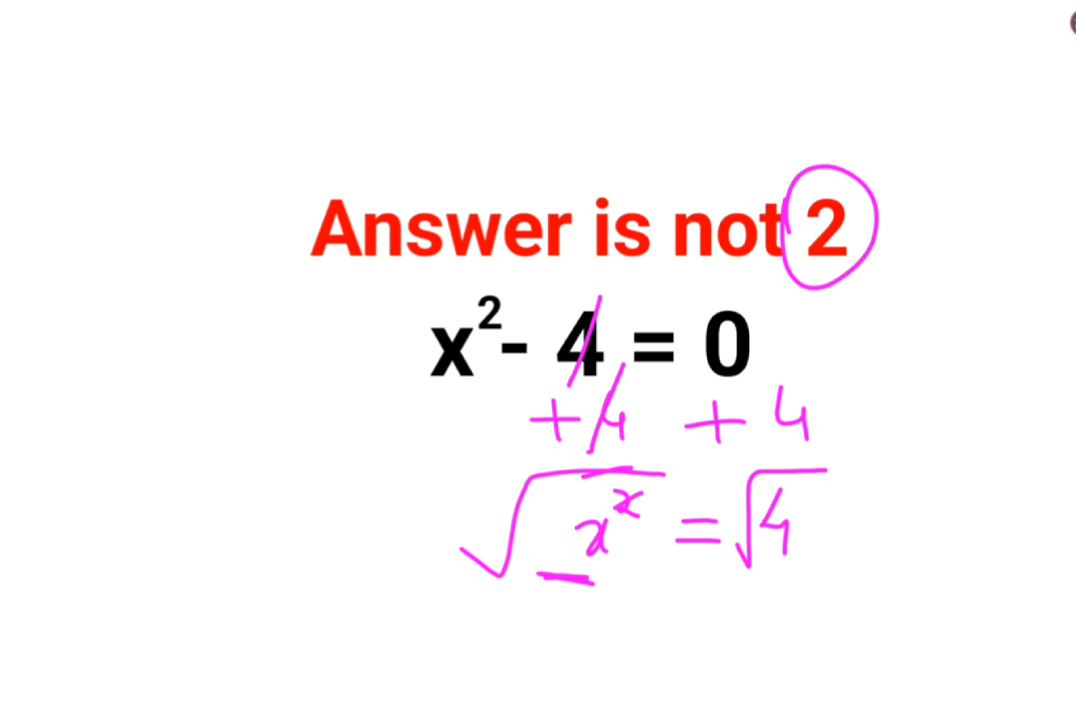 Answer is not 2
x²- 4 = 0
+4 +4
√x² = √4